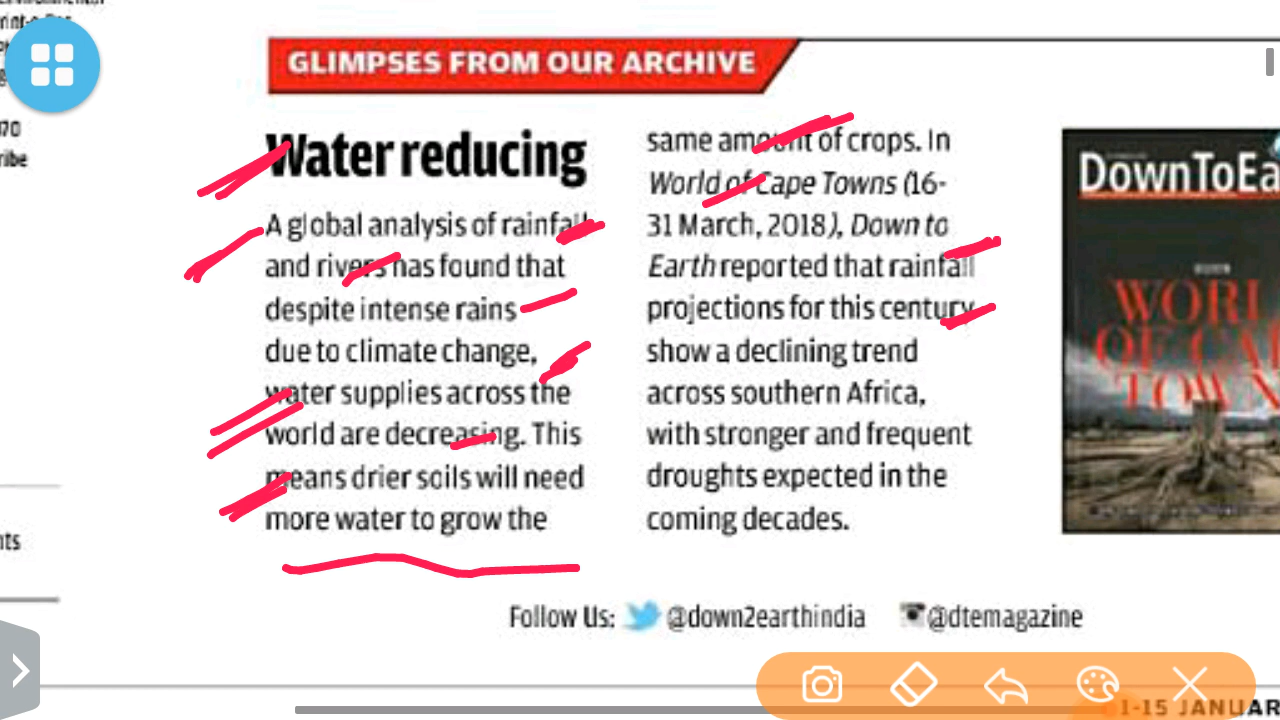 GLIMPSES FROM OUR ARCHIVE
Water reducing
A global analysis of rainfall
and rivers has found that
despite intense rains
due to climate change,
water supplies across the
world are decreasing. This
means drier soils will need
more water to grow the
same amount of crops. In
World of Cape Towns (16-
31 March, 2018), Down to
Earth reported that rainfall
projections for this century
show a declining trend
across southern Africa,
with stronger and frequent
droughts expected in the
coming decades.
DownToEa
WORL
OF CA
TOWN
Follow Us: @down2earthindia @dtemagazine
1-15 JANUAR